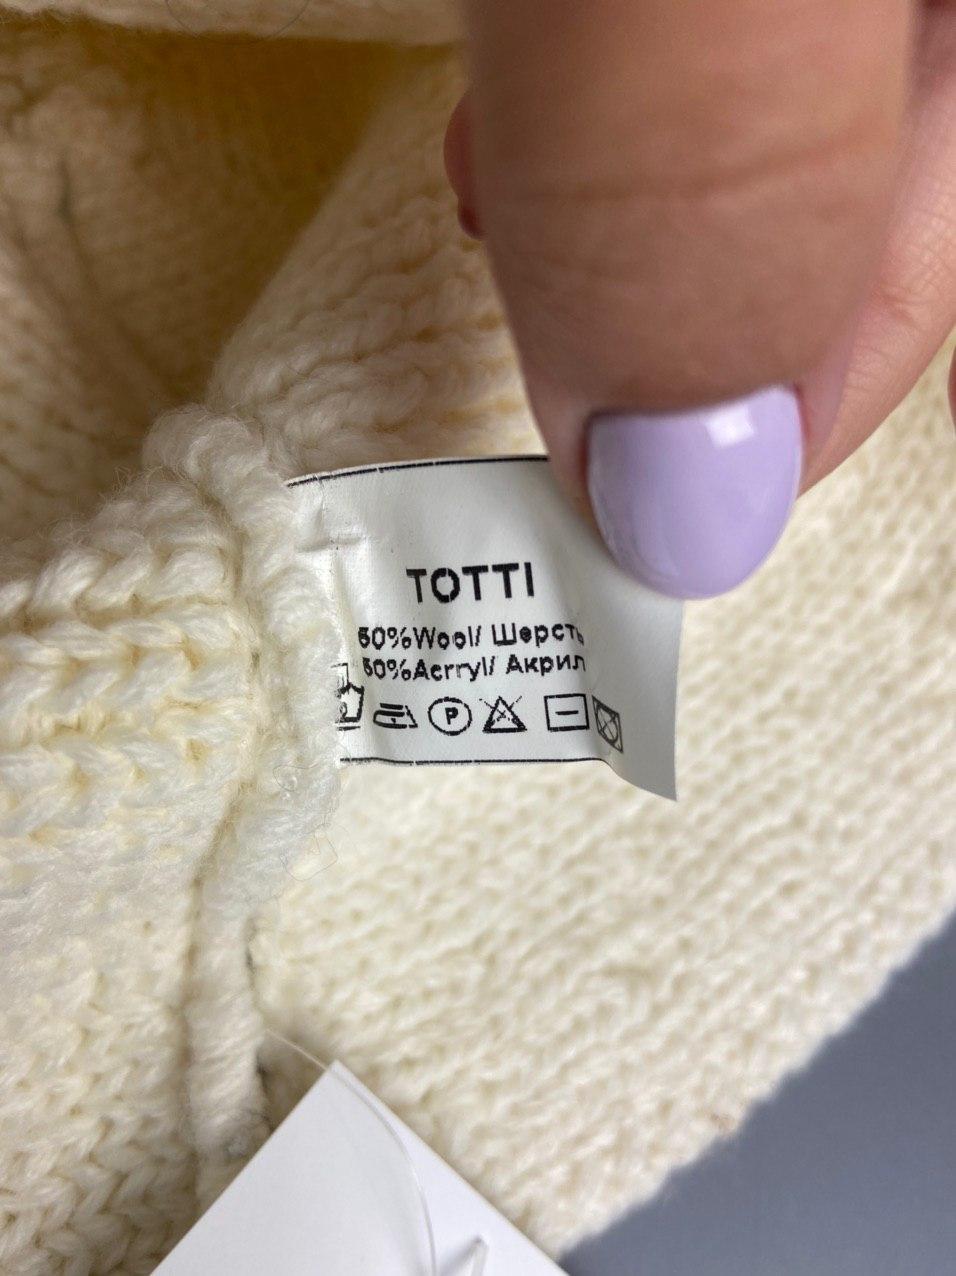 TOTTI
50%Wool/ Шерсть
50%Acrryl/ Акрил
P